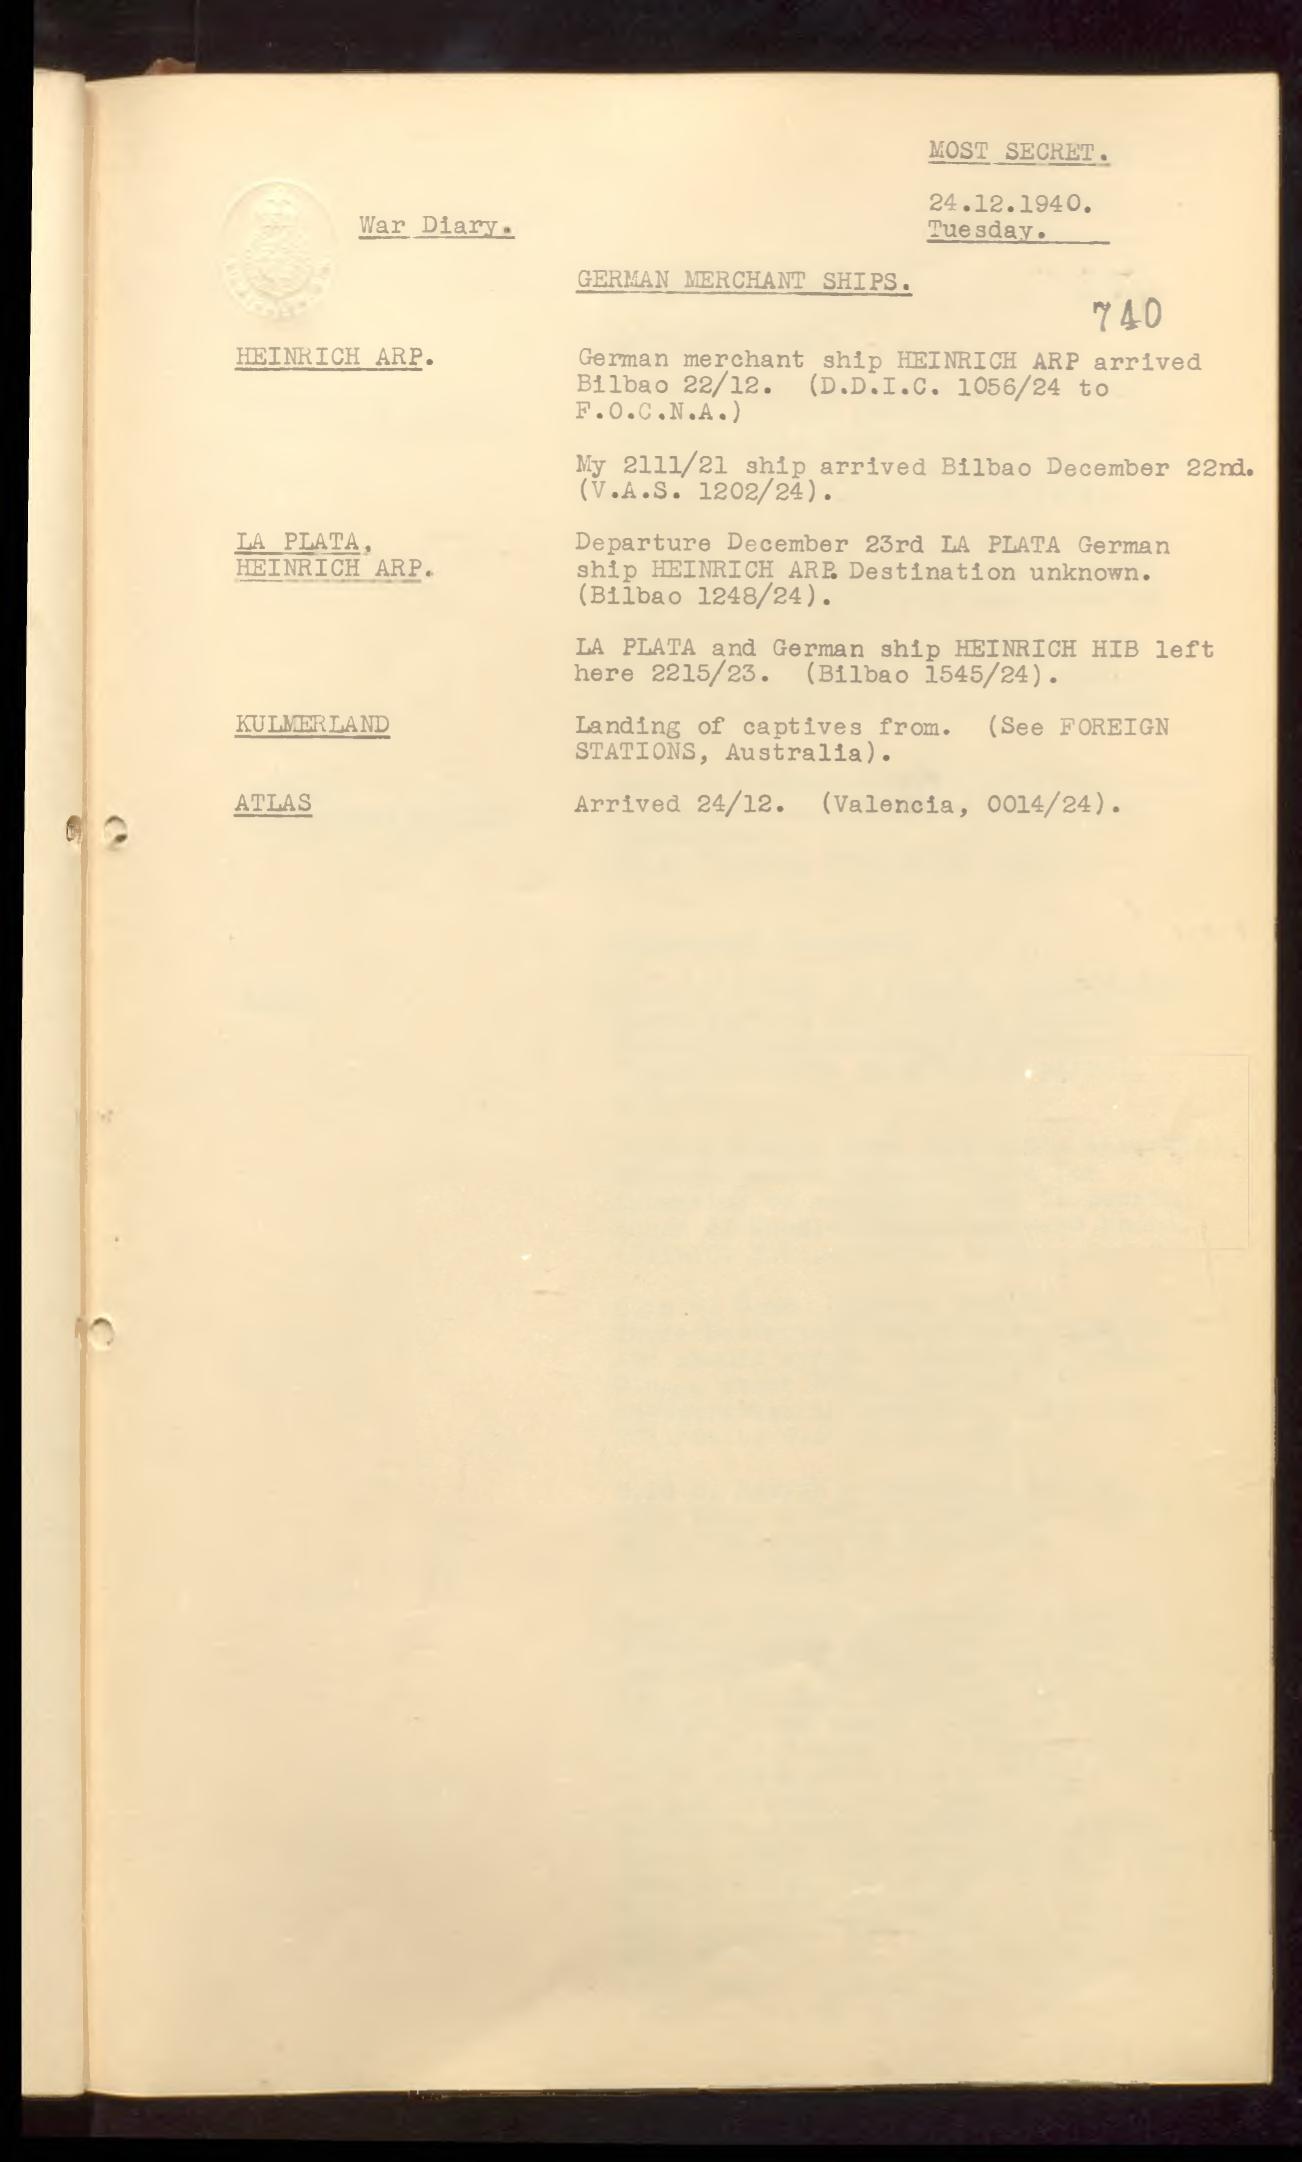 MOST SECRET.
24.12.1940.
War Diary.
Tuesday.
GERMAN MERCHANT SHIPS.
740
HEINRICH ARP.
German merchant ship HEINRICH ARP arrived
Bilbao 22/12. (D.D.I.C. 1056/24 to
F.O.C.N.A.)
My 2111/21 ship arrived Bilbao December 22nd.
(V.A.S. 1202/24).
LA PLATA,
HEINRICH ARP.
Departure December 23rd LA PLATA German
ship HEINRICH ARP. Destination unknown.
(Bilbao 1248/24).
LA PLATA and German ship HEINRICH HIB left
here 2215/23. (Bilbao 1545/24).
KULMERLAND
Landing of captives from. (See FOREIGN
STATIONS, Australia).
ATLAS
Arrived 24/12. (Valencia, 0014/24).